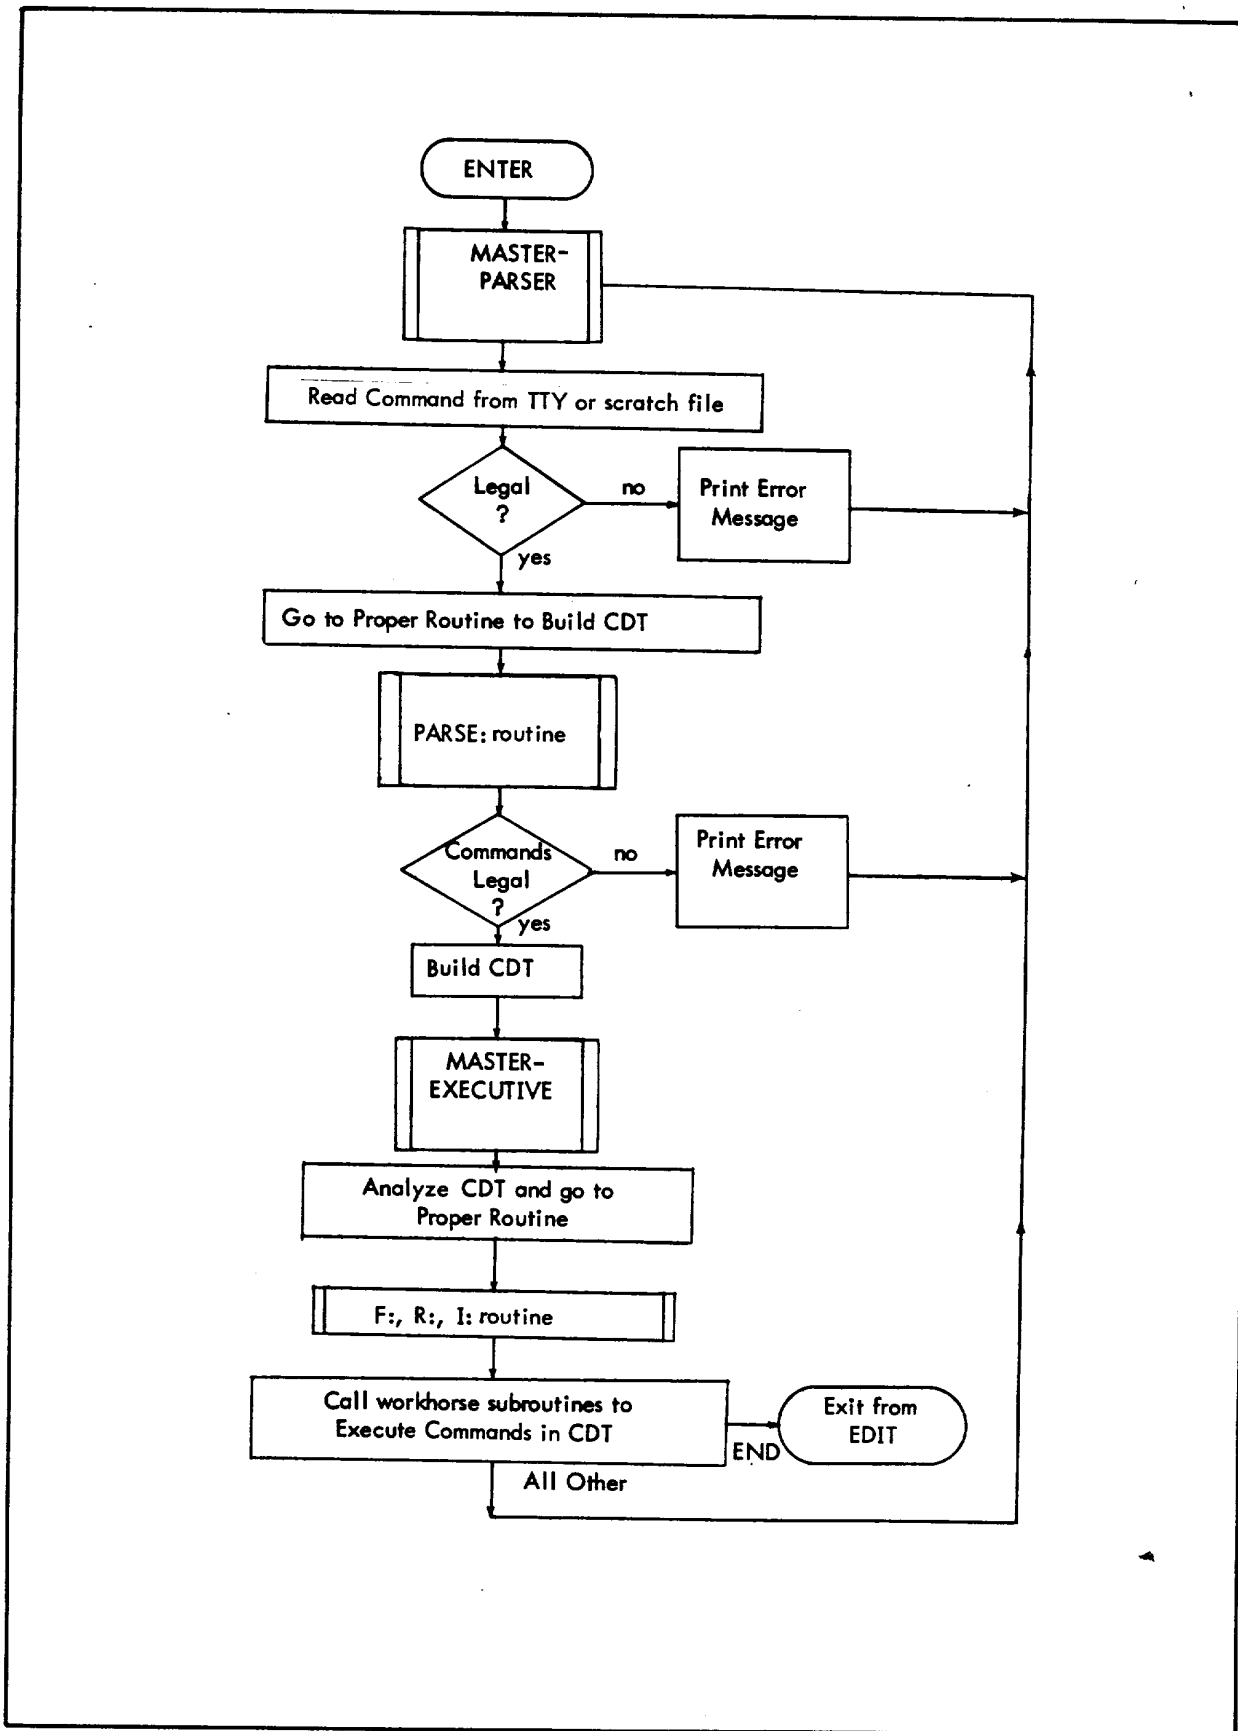 ENTER
MASTER-
PARSER
Read Command from TTY or scratch file
Legal
?
no
Print Error
Message
yes
Go to Proper Routine to Build CDT
PARSE: routine
Commands
Legal
?
no
Print Error
Message
yes
Build CDT
MASTER-
EXECUTIVE
Analyze CDT and go to
Proper Routine
F:, R:, I: routine
Call workhorse subroutines to
Execute Commands in CDT
END
Exit from
EDIT
All Other